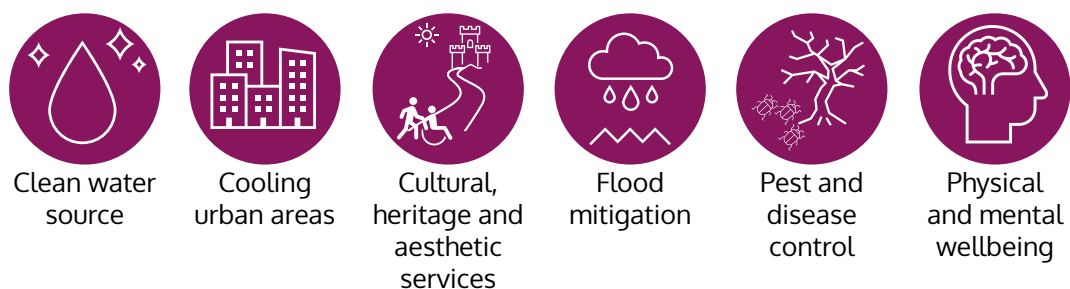 Clean water
source
Cooling
urban areas
Cultural,
heritage and
aesthetic
services
Flood
mitigation
Pest and
disease
control
Physical
and mental
wellbeing